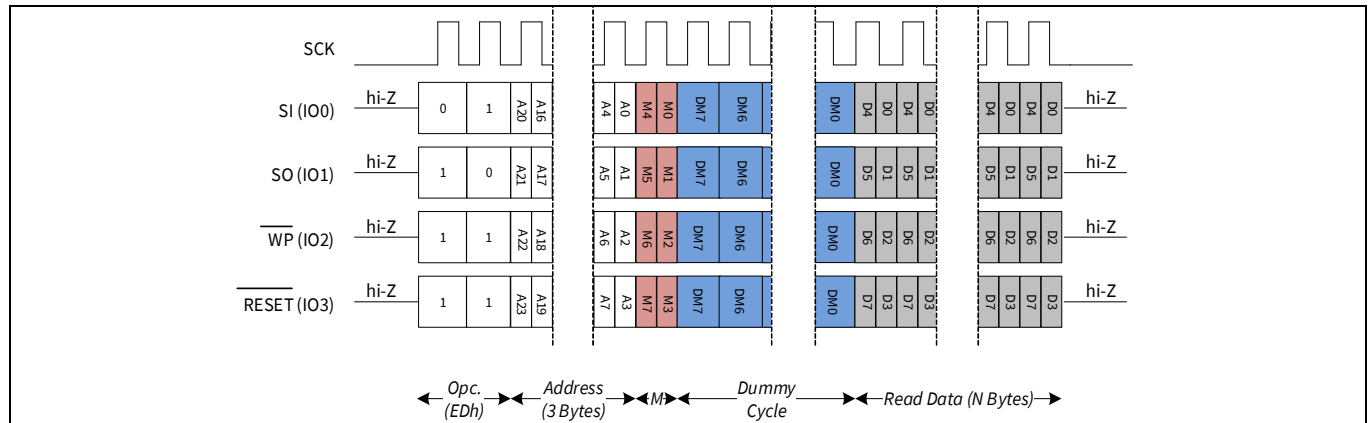 SCK
SI (IO0) hi-Z 0 1 A20 A16 A4 A0 M4 M0 DM7 DM6 DM0 D4 D0 D4 D0 D4 D0 D4 D0 hi-Z
SO (IO1) hi-Z 1 0 A21 A17 A5 A1 M5 M1 DM7 DM6 DM0 D5 D1 D5 D1 D5 D1 D5 D1 hi-Z
WP (IO2) hi-Z 1 1 A22 A18 A6 A2 M6 M2 DM7 DM6 DM0 D6 D2 D6 D2 D6 D2 D6 D2 hi-Z
RESET (IO3) hi-Z 1 1 A23 A19 A7 A3 M7 M3 DM7 DM6 DM0 D7 D3 D7 D3 D7 D3 D7 D3 hi-Z
Opc. Address M Dummy Read Data (N Bytes)
(EDh) (3 Bytes) Cycle